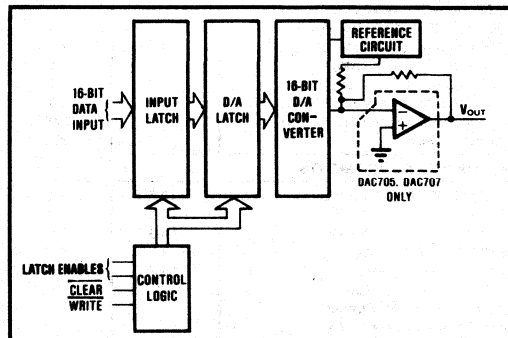 REFERENCE
CIRCUIT
16-BIT
DATA
INPUT
INPUT
LATCH
D/A
LATCH
16-BIT
D/A
CON-
VERTER
−
+
VOUT
DAC705, DAC707
ONLY
LATCH ENABLES
CLEAR
WRITE
CONTROL
LOGIC